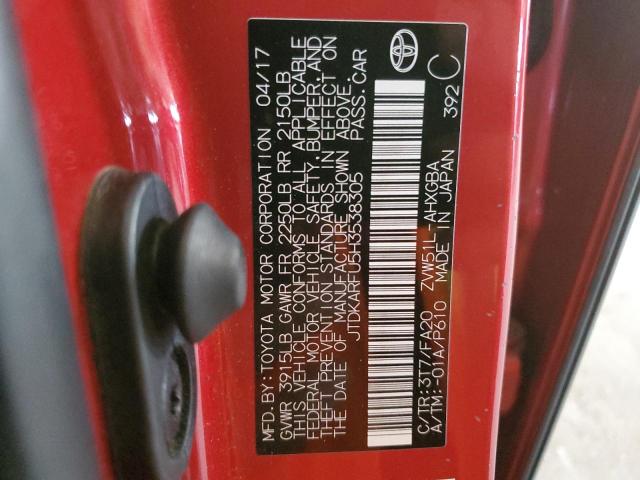 MFD.BY:TOYOTA MOTOR CORPORATION 04/17
GVWR 3915LB GAWR FR 2250LB RR 2150LB
THIS VEHICLE CONFORMS TO ALL APPLICABLE
FEDERAL MOTOR VEHICLE SAFETY, BUMPER, AND
THEFT PREVENTION STANDARDS IN EFFECT ON
THE DATE OF MANUFACTURE SHOWN ABOVE.
JTDKARFU5H3538305 PASS.CAR
C/TR:3T7/FA20 ZVW51L-AHXGBA
A/TM:-01A/P610 MADE IN JAPAN 392 C